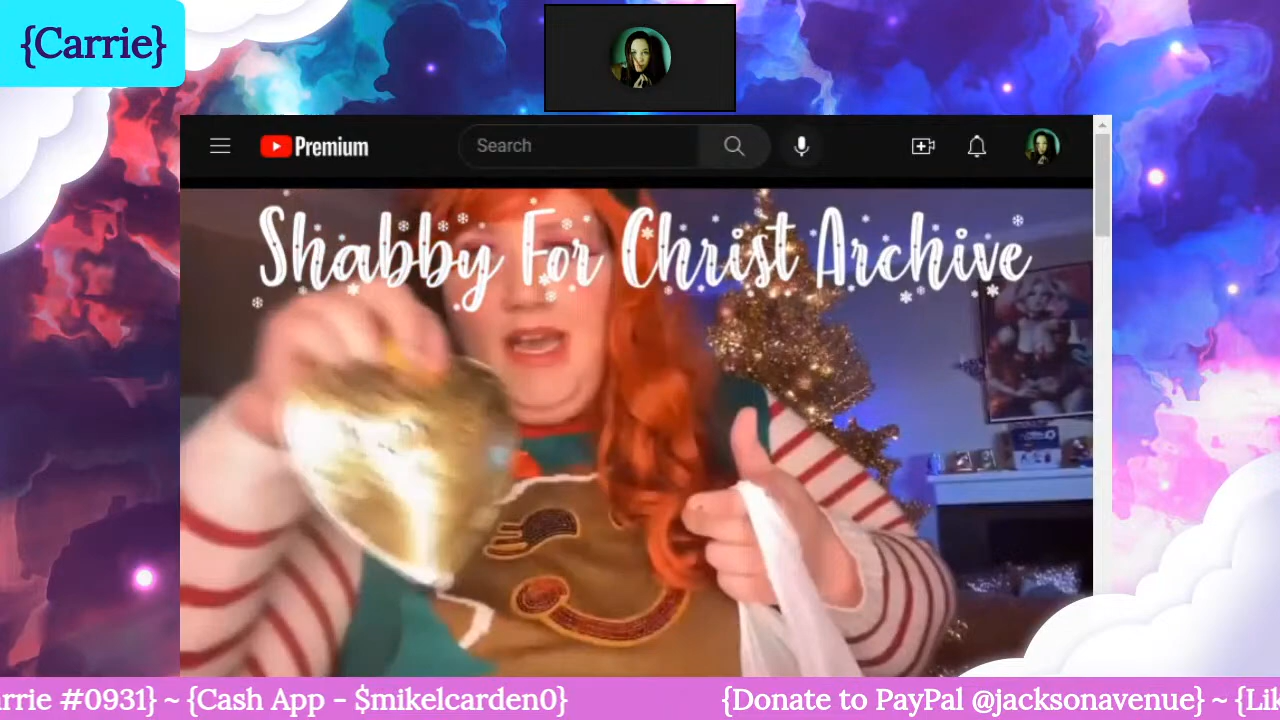 {Carrie}
Premium
Search
Shabby For Christ Archive
arrie #0931} ~ {Cash App - $mikelcarden0}
{Donate to PayPal @jacksonavenue} ~ {Lik